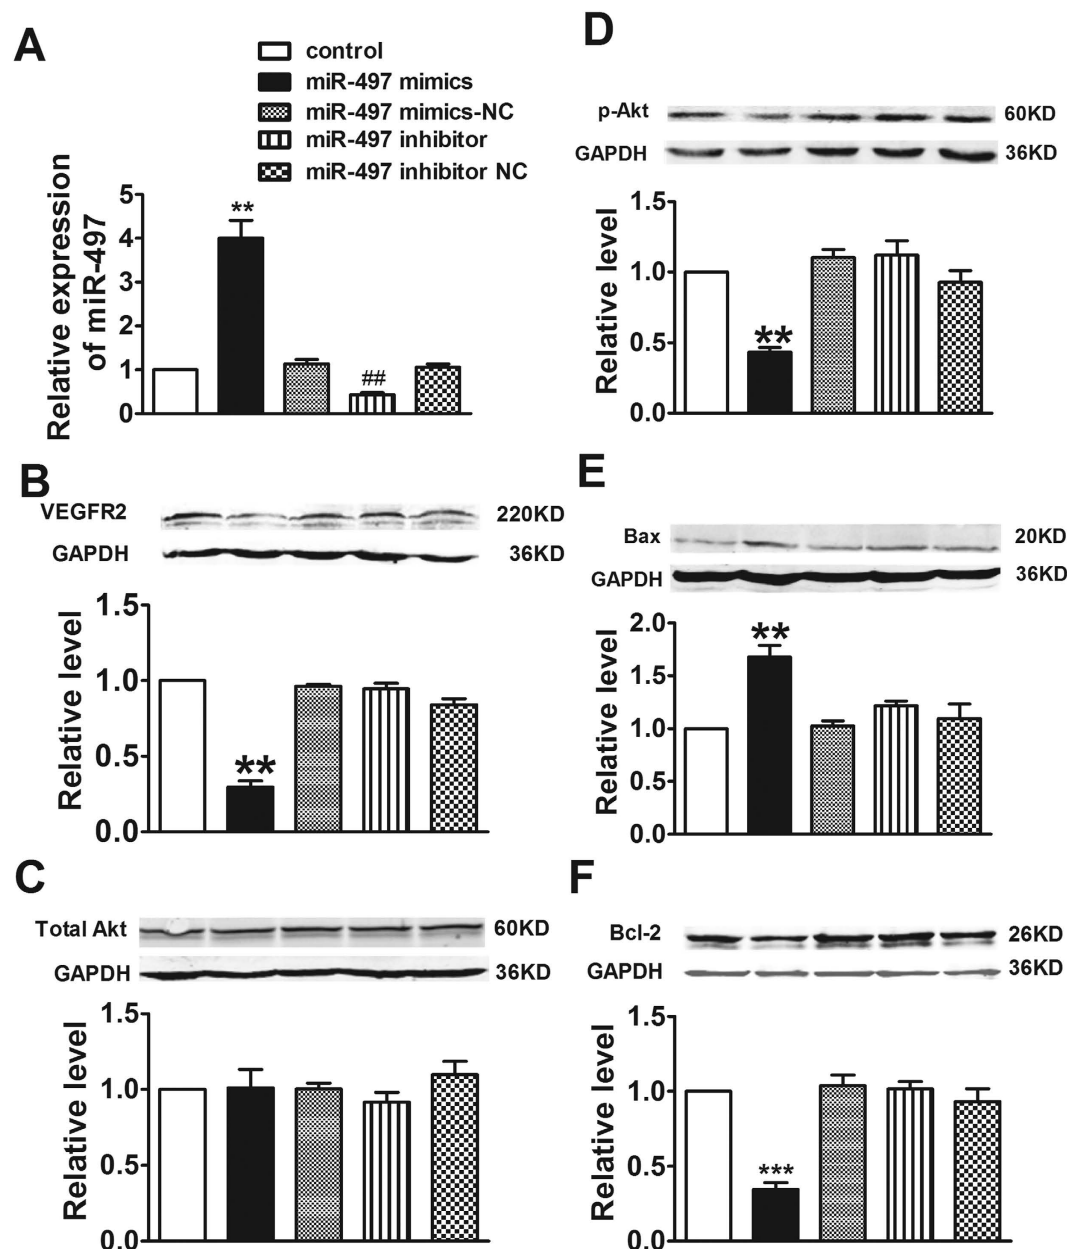 A
control
miR-497 mimics
miR-497 mimics-NC
miR-497 inhibitor
miR-497 inhibitor NC
Relative expression
of miR-497
5
4
3
2
1
0
**
##
B
VEGFR2
220KD
GAPDH
36KD
Relative level
1.5
1.0
0.5
0.0
**
C
Total Akt
60KD
GAPDH
36KD
Relative level
1.5
1.0
0.5
0.0
D
p-Akt
60KD
GAPDH
36KD
Relative level
1.5
1.0
0.5
0.0
**
E
Bax
20KD
GAPDH
36KD
Relative level
2.0
1.5
1.0
0.5
0.0
**
F
Bcl-2
26KD
GAPDH
36KD
Relative level
1.5
1.0
0.5
0.0
***